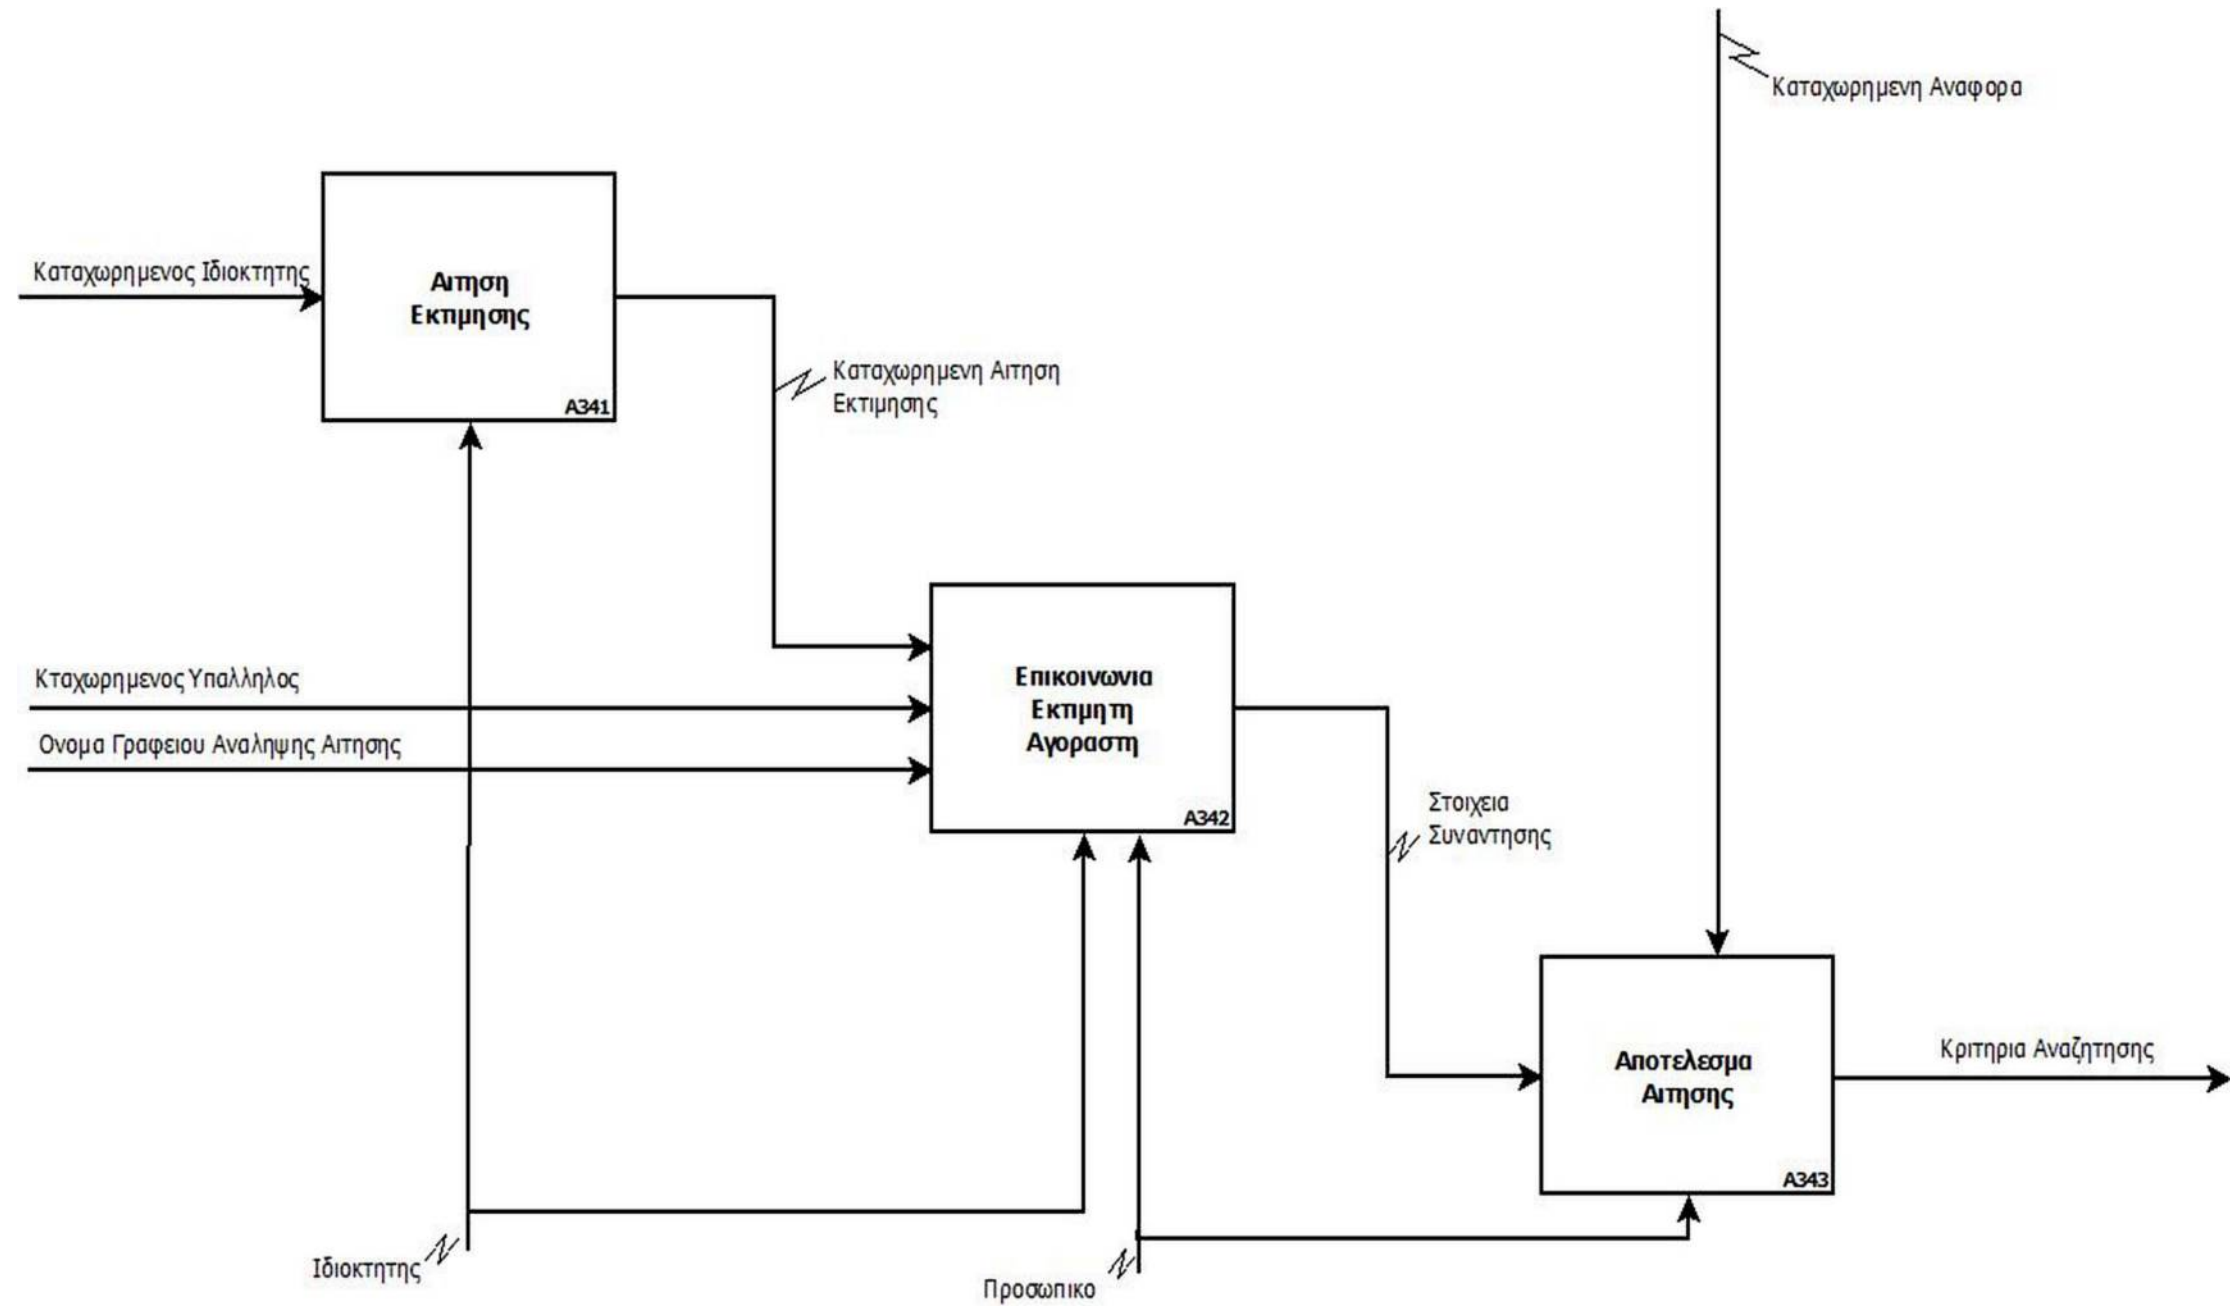 Καταχωρημενη Αναφορα
Καταχωρημενος Ιδιοκτητης
Αιτηση
Εκτιμησης
A341
Καταχωρημενη Αιτηση
Εκτιμησης
Κταχωρημενος Υπαλληλος
Ονομα Γραφειου Αναληψης Αιτησης
Επικοινωνια
Εκτιμητη
Αγοραστη
A342
Στοιχεια
Συναντησης
Αποτελεσμα
Αιτησης
A343
Κριτηρια Αναζητησης
Ιδιοκτητης
Προσωπικο